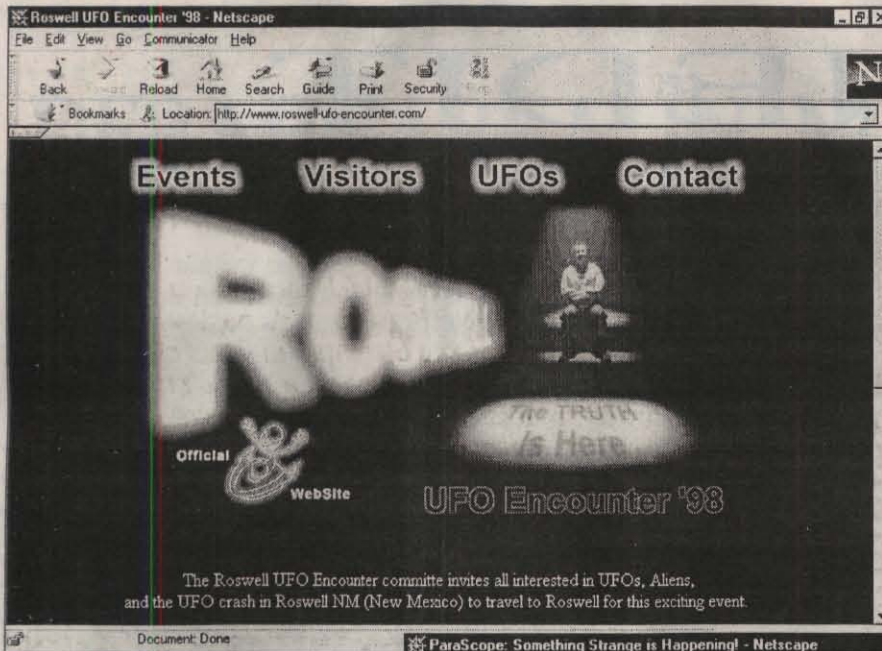 Roswell UFO Encounter '98 - Netscape
File Edit View Go Communicator Help
Back Reload Home Search Guide Print Security
N
Bookmarks Location: http://www.roswell-ufo-encounter.com/
Events Visitors UFOs Contact
The TRUTH
Is Here
Official
WebSite
UFO Encounter '98
The Roswell UFO Encounter committe invites all interested in UFOs, Aliens,
and the UFO crash in Roswell NM (New Mexico) to travel to Roswell for this exciting event.
Document: Done
ParaScope: Something Strange is Happening! - Netscape